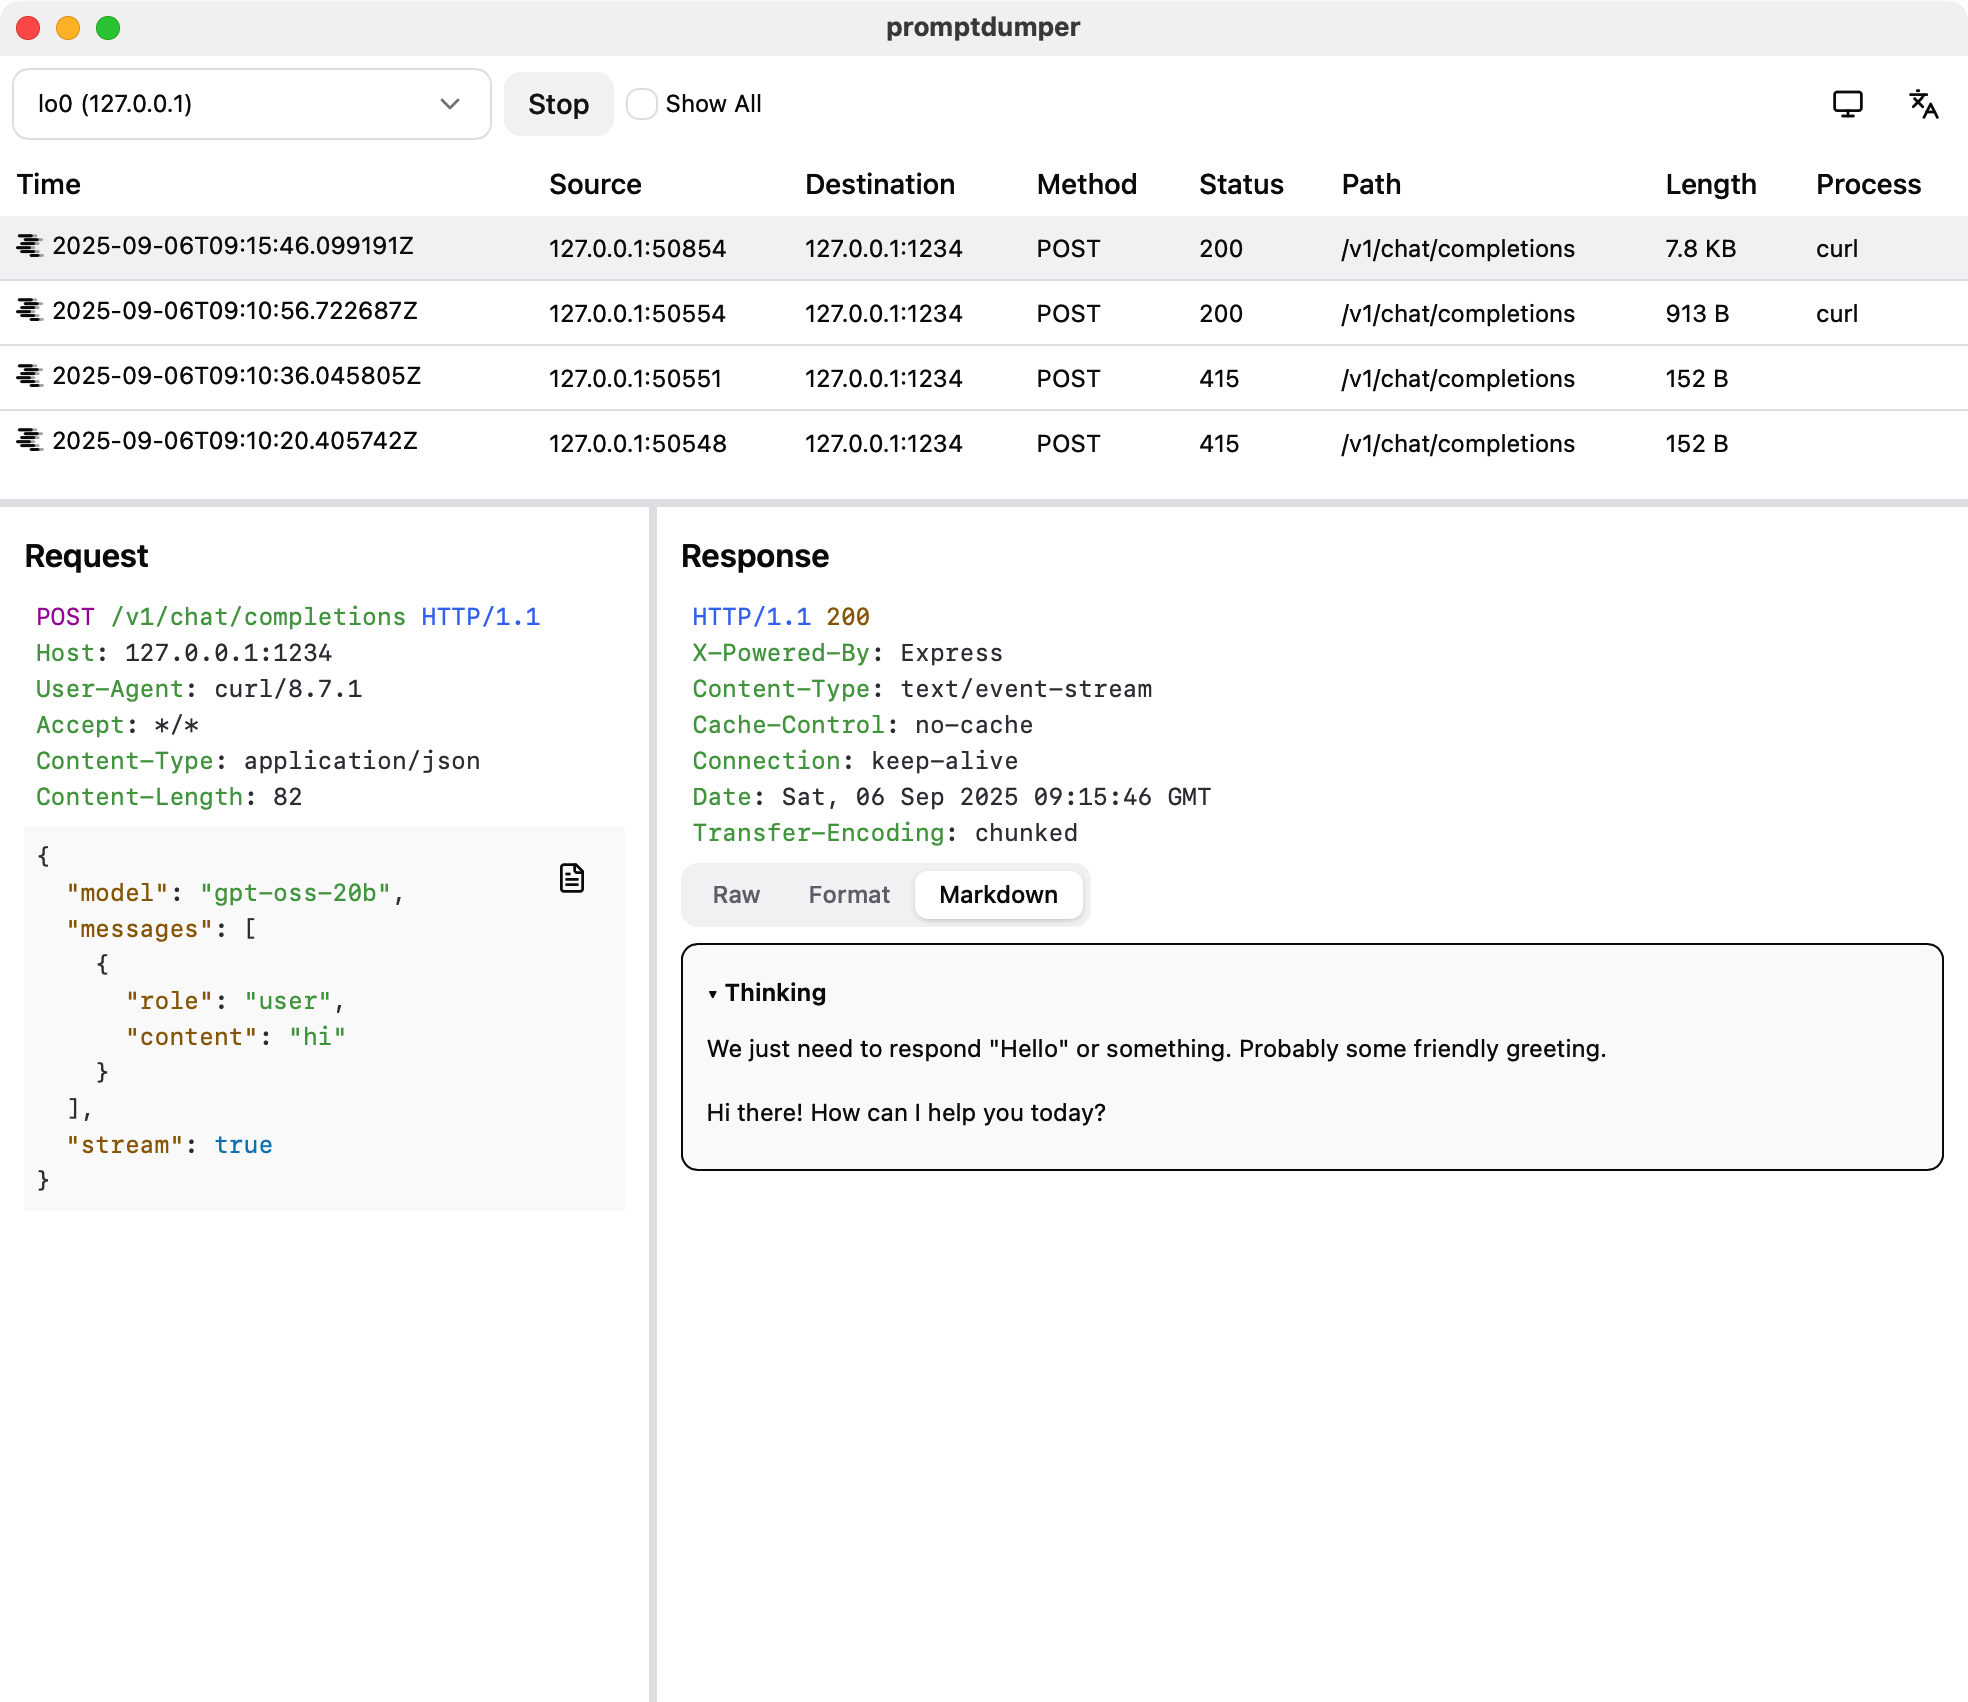 promptdumper
lo0 (127.0.0.1) Stop Show All
Time Source Destination Method Status Path Length Process
2025-09-06T09:15:46.099191Z 127.0.0.1:50854 127.0.0.1:1234 POST 200 /v1/chat/completions 7.8 KB curl
2025-09-06T09:10:56.722687Z 127.0.0.1:50554 127.0.0.1:1234 POST 200 /v1/chat/completions 913 B curl
2025-09-06T09:10:36.045805Z 127.0.0.1:50551 127.0.0.1:1234 POST 415 /v1/chat/completions 152 B
2025-09-06T09:10:20.405742Z 127.0.0.1:50548 127.0.0.1:1234 POST 415 /v1/chat/completions 152 B
Request
POST /v1/chat/completions HTTP/1.1
Host: 127.0.0.1:1234
User-Agent: curl/8.7.1
Accept: */*
Content-Type: application/json
Content-Length: 82
{
  "model": "gpt-oss-20b",
  "messages": [
    {
      "role": "user",
      "content": "hi"
    }
  ],
  "stream": true
}
Response
HTTP/1.1 200
X-Powered-By: Express
Content-Type: text/event-stream
Cache-Control: no-cache
Connection: keep-alive
Date: Sat, 06 Sep 2025 09:15:46 GMT
Transfer-Encoding: chunked
Raw Format Markdown
▾ Thinking
We just need to respond "Hello" or something. Probably some friendly greeting.
Hi there! How can I help you today?